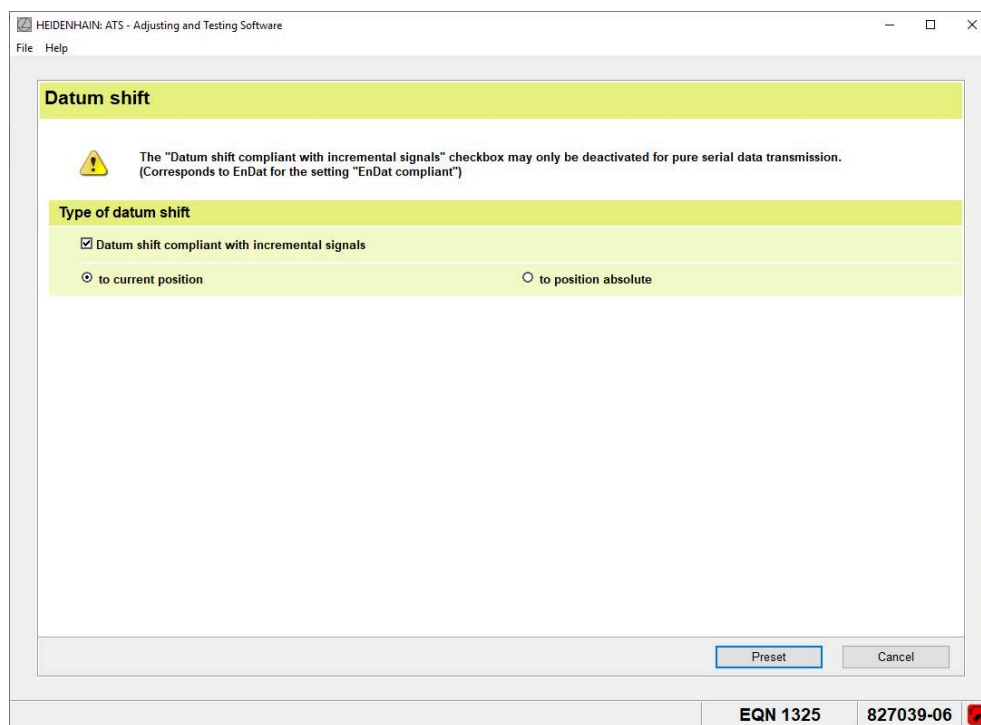 HEIDENHAIN: ATS - Adjusting and Testing Software
File Help
Datum shift
The "Datum shift compliant with incremental signals" checkbox may only be deactivated for pure serial data transmission.
(Corresponds to EnDat for the setting "EnDat compliant")
Type of datum shift
Datum shift compliant with incremental signals
to current position to position absolute
Preset Cancel
EQN 1325 827039-06